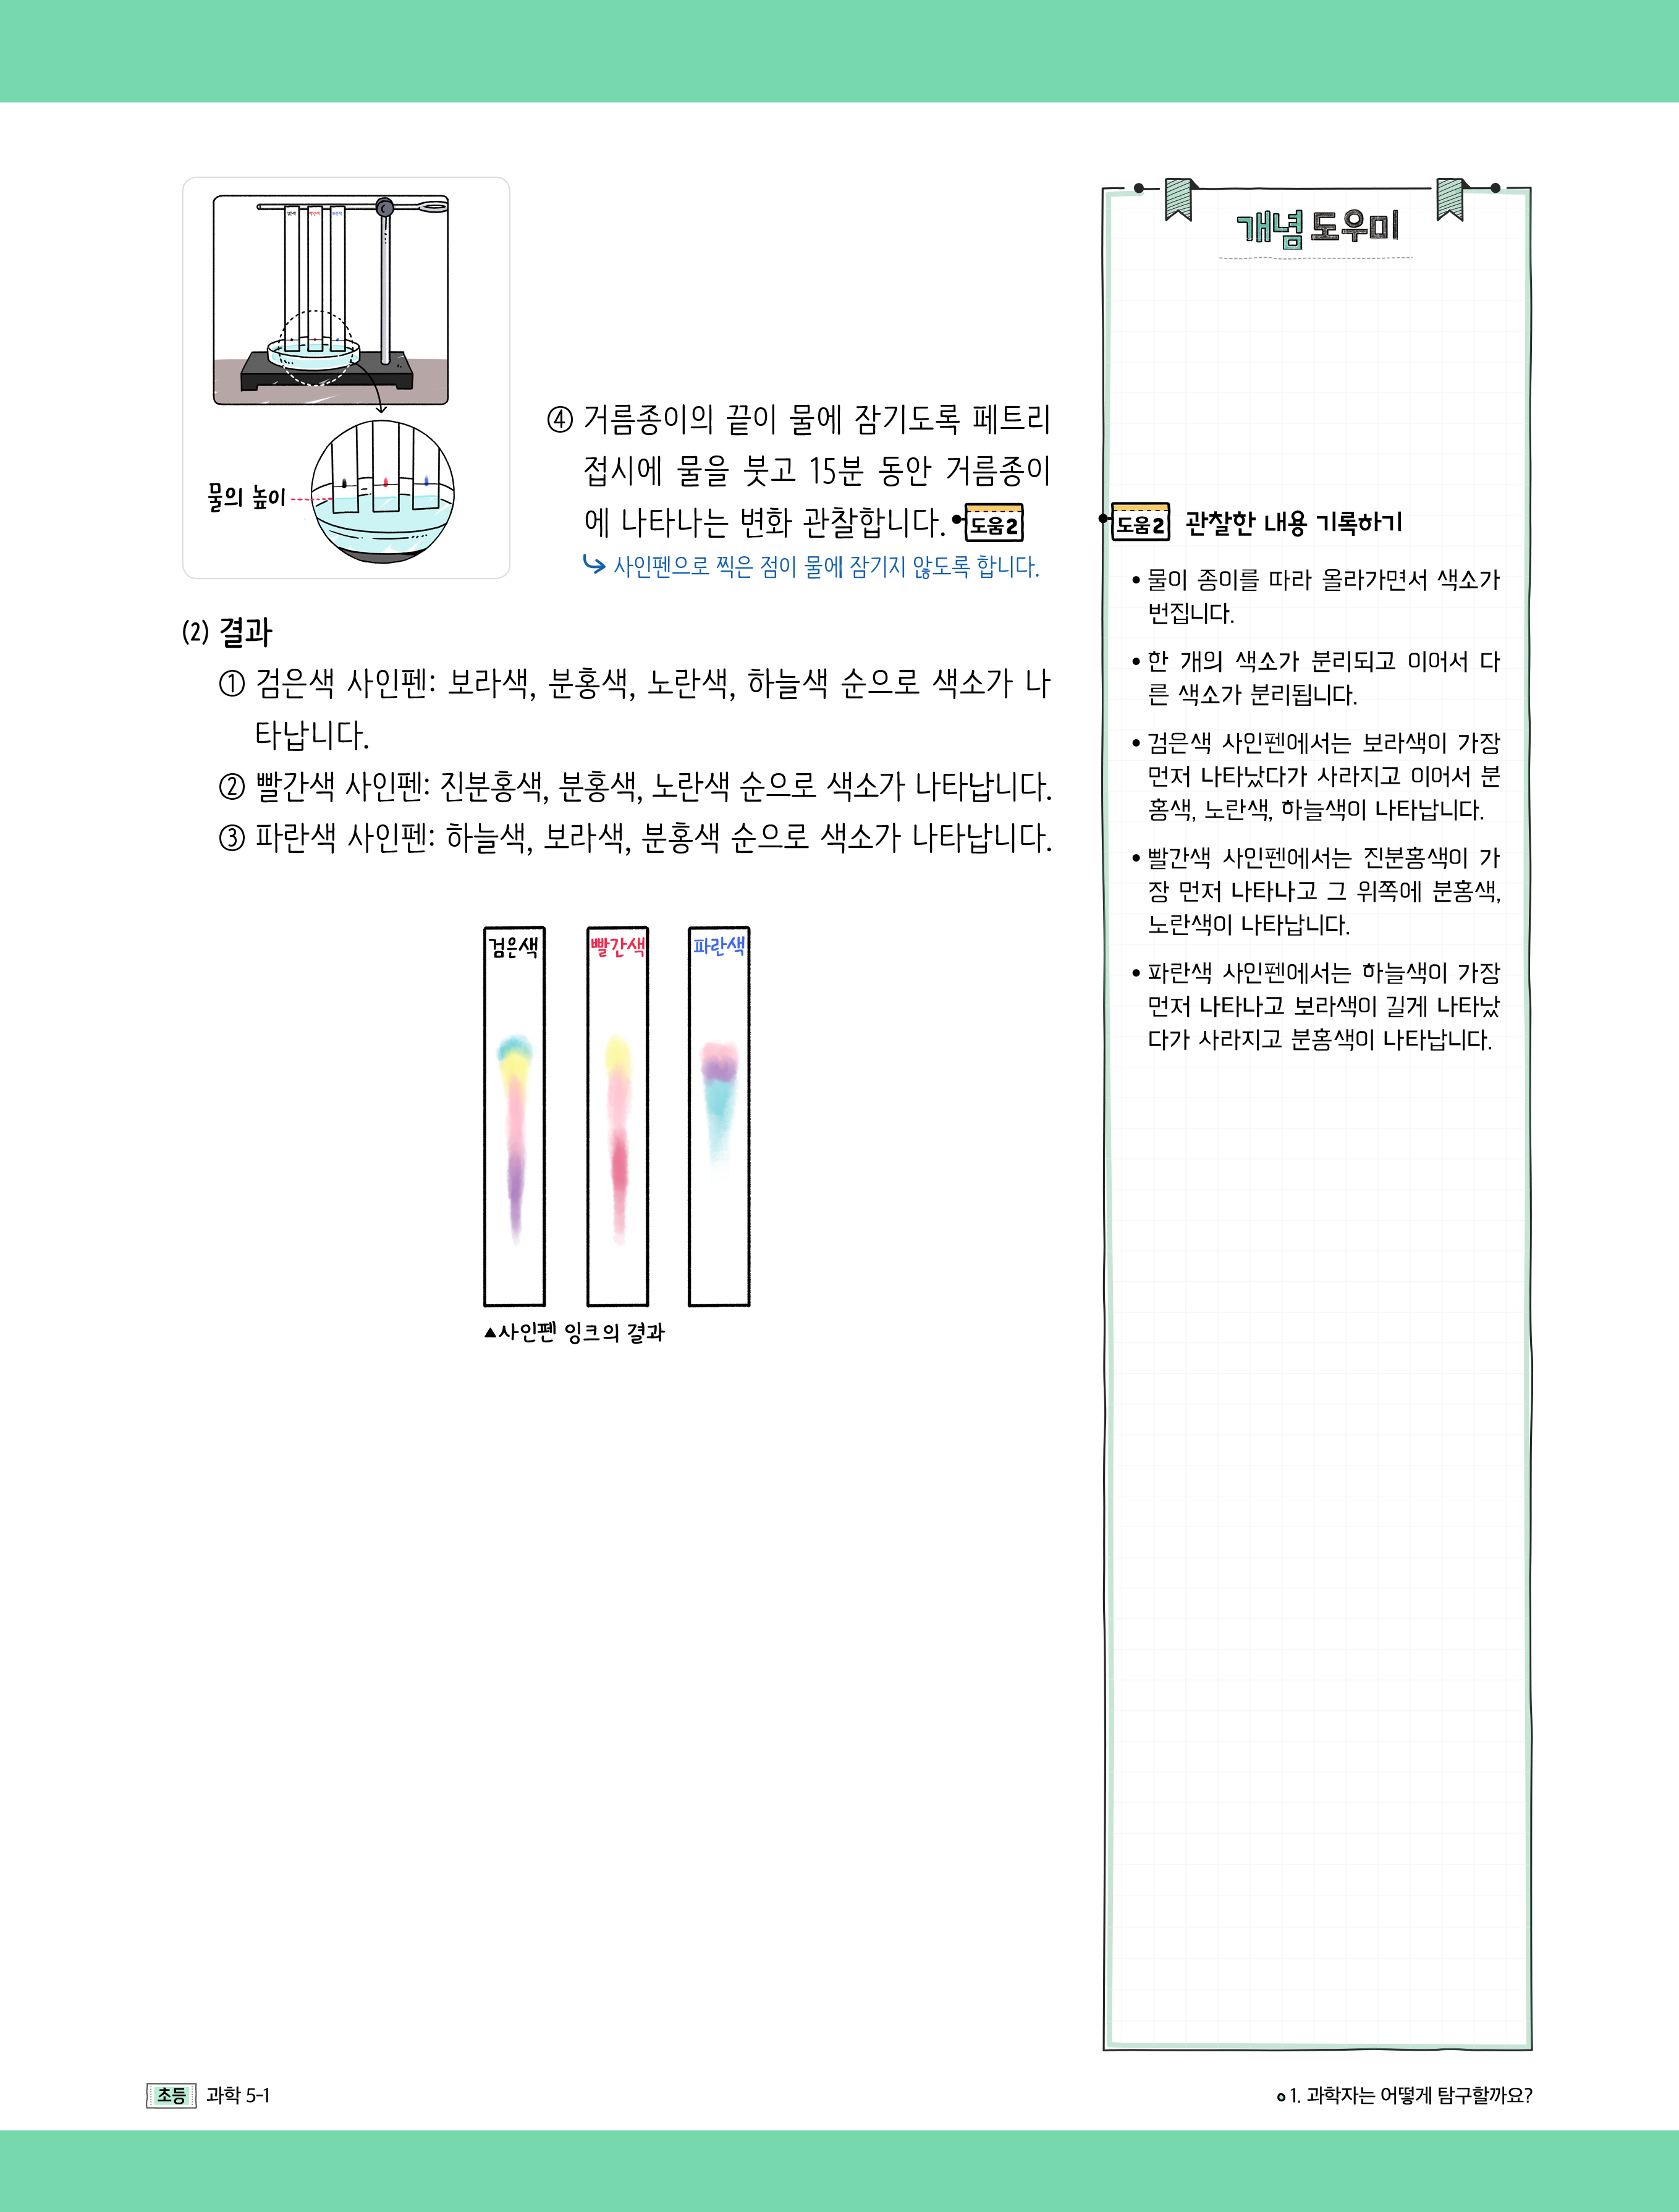 검은색 빨간색 파란색
물의 높이
④ 거름종이의 끝이 물에 잠기도록 페트리
접시에 물을 붓고 15분 동안 거름종이
에 나타나는 변화 관찰합니다. 도움2
사인펜으로 찍은 점이 물에 잠기지 않도록 합니다.
(2) 결과
① 검은색 사인펜: 보라색, 분홍색, 노란색, 하늘색 순으로 색소가 나
타납니다.
② 빨간색 사인펜: 진분홍색, 분홍색, 노란색 순으로 색소가 나타납니다.
③ 파란색 사인펜: 하늘색, 보라색, 분홍색 순으로 색소가 나타납니다.
검은색 빨간색 파란색
▲사인펜 잉크의 결과
개념 도우미
도움2 관찰한 내용 기록하기
• 물이 종이를 따라 올라가면서 색소가
번집니다.
• 한 개의 색소가 분리되고 이어서 다
른 색소가 분리됩니다.
• 검은색 사인펜에서는 보라색이 가장
먼저 나타났다가 사라지고 이어서 분
홍색, 노란색, 하늘색이 나타납니다.
• 빨간색 사인펜에서는 진분홍색이 가
장 먼저 나타나고 그 위쪽에 분홍색,
노란색이 나타납니다.
• 파란색 사인펜에서는 하늘색이 가장
먼저 나타나고 보라색이 길게 나타났
다가 사라지고 분홍색이 나타납니다.
초등 과학 5-1
1. 과학자는 어떻게 탐구할까요?